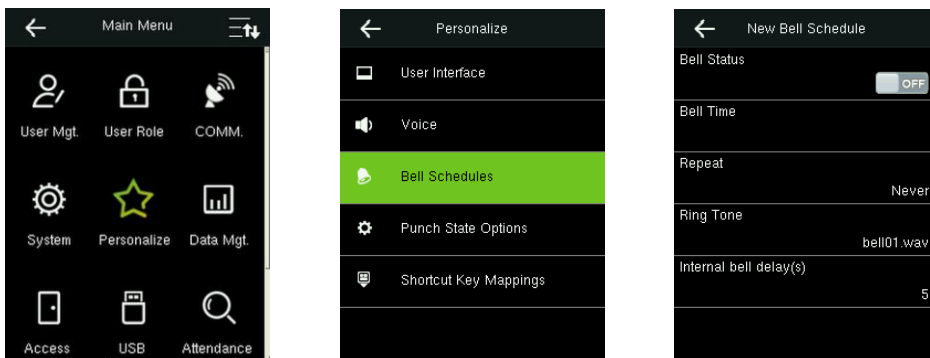 Main Menu
User Mgt.
User Role
COMM.
System
Personalize
Data Mgt.
Access
USB
Attendance
Personalize
User Interface
Voice
Bell Schedules
Punch State Options
Shortcut Key Mappings
New Bell Schedule
Bell Status
OFF
Bell Time
Repeat
Never
Ring Tone
bell01.wav
Internal bell delay(s)
5